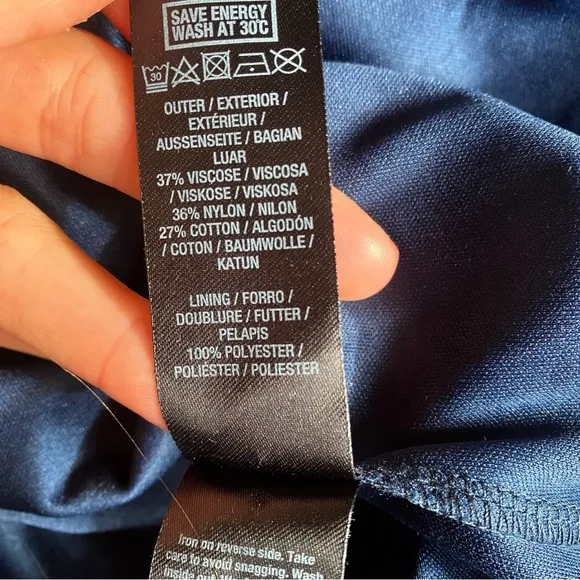 SAVE ENERGY
WASH AT 30°C
30
OUTER / EXTERIOR /
EXTÉRIEUR /
AUSSENSEITE / BAGIAN
LUAR
37% VISCOSE / VISCOSA
/ VISKOSE / VISKOSA
36% NYLON / NILON
27% COTTON / ALGODÓN
/ COTON / BAUMWOLLE /
KATUN
LINING / FORRO /
DOUBLURE / FUTTER /
PELAPIS
100% POLYESTER /
POLIÉSTER / POLIESTER
Iron on reverse side. Take
care to avoid snagging. Wash
inside out